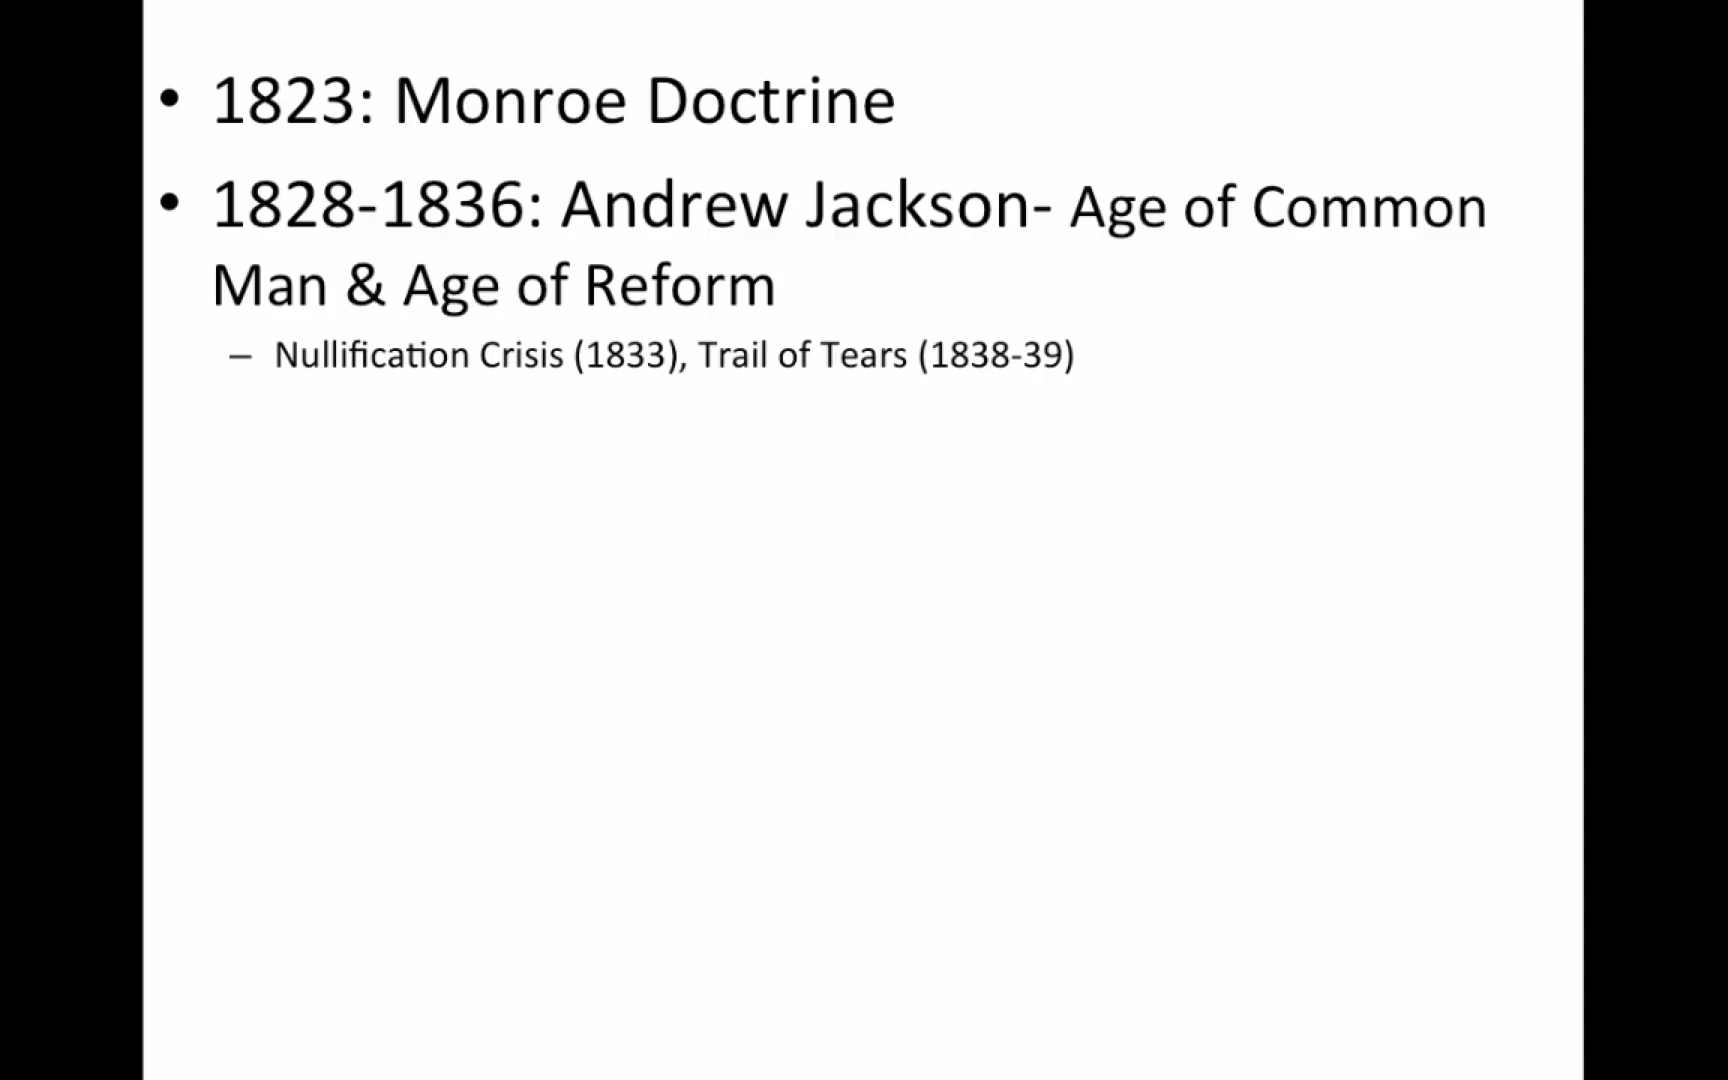 • 1823: Monroe Doctrine
• 1828-1836: Andrew Jackson- Age of Common
Man & Age of Reform
– Nullification Crisis (1833), Trail of Tears (1838-39)